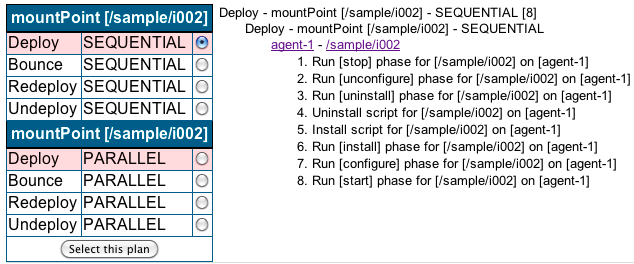 mountPoint [/sample/i002]
Deploy SEQUENTIAL
Bounce SEQUENTIAL
Redeploy SEQUENTIAL
Undeploy SEQUENTIAL
mountPoint [/sample/i002]
Deploy PARALLEL
Bounce PARALLEL
Redeploy PARALLEL
Undeploy PARALLEL
Select this plan
Deploy - mountPoint [/sample/i002] - SEQUENTIAL [8]
Deploy - mountPoint [/sample/i002] - SEQUENTIAL
agent-1 - /sample/i002
1. Run [stop] phase for [/sample/i002] on [agent-1]
2. Run [unconfigure] phase for [/sample/i002] on [agent-1]
3. Run [uninstall] phase for [/sample/i002] on [agent-1]
4. Uninstall script for [/sample/i002] on [agent-1]
5. Install script for [/sample/i002] on [agent-1]
6. Run [install] phase for [/sample/i002] on [agent-1]
7. Run [configure] phase for [/sample/i002] on [agent-1]
8. Run [start] phase for [/sample/i002] on [agent-1]